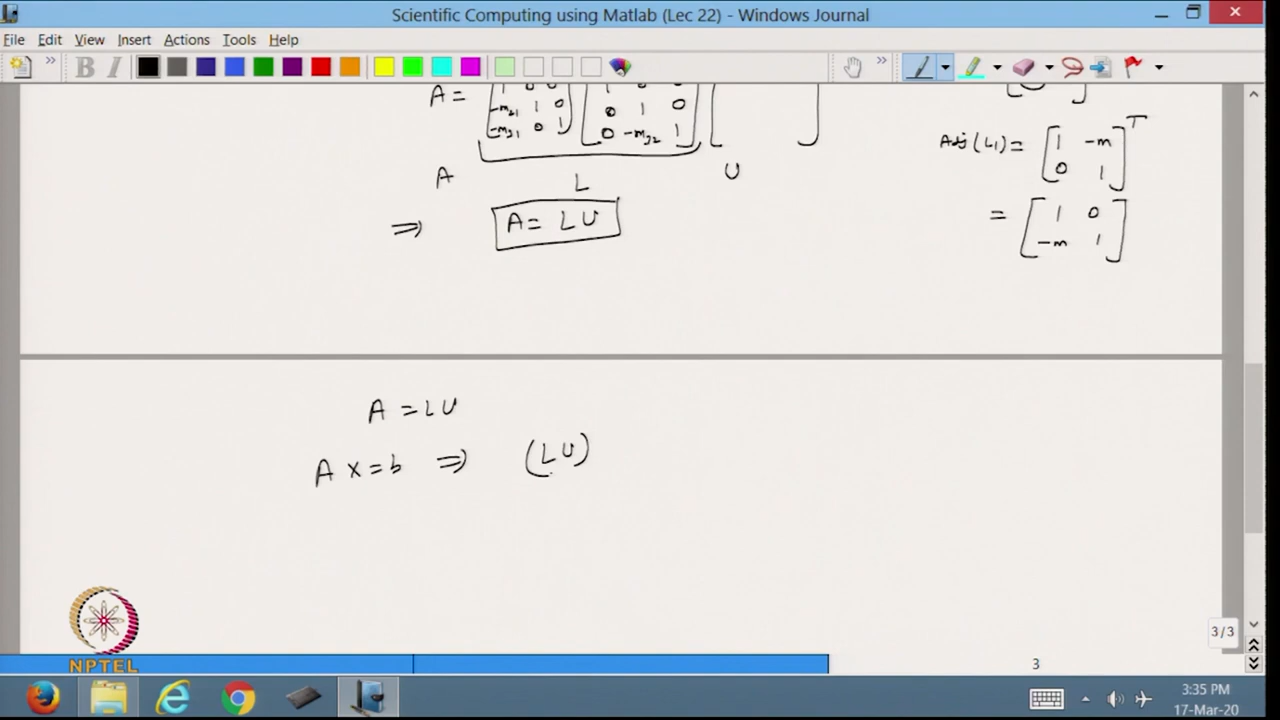 Scientific Computing using Matlab (Lec 22) - Windows Journal
File Edit View Insert Actions Tools Help
B I
A =
-m21 1 0
-m31 0 1
0 1 0
0 -m32 1
A L U
⇒ A = LU
Adj(L1) = [1 -m
0 1]T
= [1 0
-m 1]
A = LU
A x = b ⇒ (LU)
3/3
NPTEL
3
3:35 PM
17-Mar-20